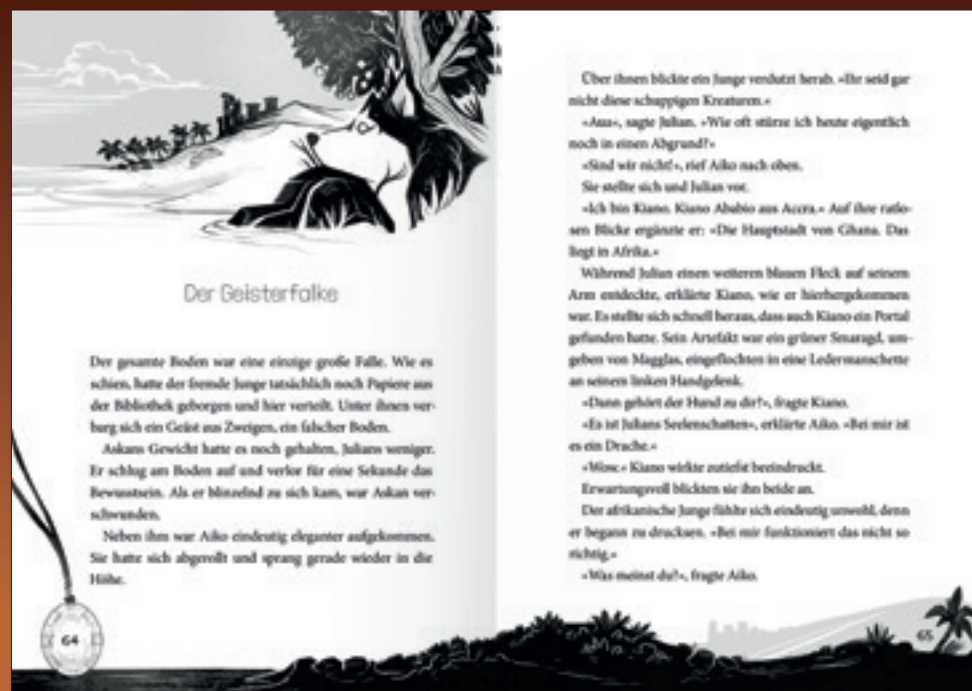 Der Geisterfalke
Der gesamte Boden war eine einzige große Falle. Wie es
schien, hatte der fremde Junge tatsächlich noch Papiere aus
der Bibliothek geborgen und hier verteilt. Unter ihnen ver-
barg sich ein Gerüst aus Zweigen, ein falscher Boden.
Askans Gewicht hatte es noch gehalten, Julians weniger.
Er schlug am Boden auf und verlor für eine Sekunde das
Bewusstsein. Als er blinzelnd zu sich kam, war Askan ver-
schwunden.
Neben ihm war Aiko eindeutig eleganter aufgekommen.
Sie hatte sich abgerollt und sprang gerade wieder in die
Höhe.
64
Über ihnen blickte ein Junge verdutzt herab. »Ihr seid gar
nicht diese schuppigen Kreaturen.«
»Aua«, sagte Julian. »Wie oft stürze ich heute eigentlich
noch in einen Abgrund?«
»Sind wir nicht!«, rief Aiko nach oben.
Sie stellte sich und Julian vor.
»Ich bin Kiano. Kiano Ababio aus Accra.« Auf ihre ratlo-
sen Blicke ergänzte er: »Die Hauptstadt von Ghana. Das
liegt in Afrika.«
Während Julian einen weiteren blauen Fleck auf seinem
Arm entdeckte, erklärte Kiano, wie er hierhergekommen
war. Es stellte sich schnell heraus, dass auch Kiano ein Portal
gefunden hatte. Sein Artefakt war ein grüner Smaragd, um-
geben von Magglas, eingeflochten in eine Ledermanschette
an seinem linken Handgelenk.
»Dann gehört der Hund zu dir?«, fragte Kiano.
»Es ist Julians Seelenschatten«, erklärte Aiko. »Bei mir ist
es ein Drache.«
»Wow.« Kiano wirkte zutiefst beeindruckt.
Erwartungsvoll blickten sie ihn beide an.
Der afrikanische Junge fühlte sich eindeutig unwohl, denn
er begann zu drucksen. »Bei mir funktioniert das nicht so
richtig.«
»Was meinst du?«, fragte Aiko.
65